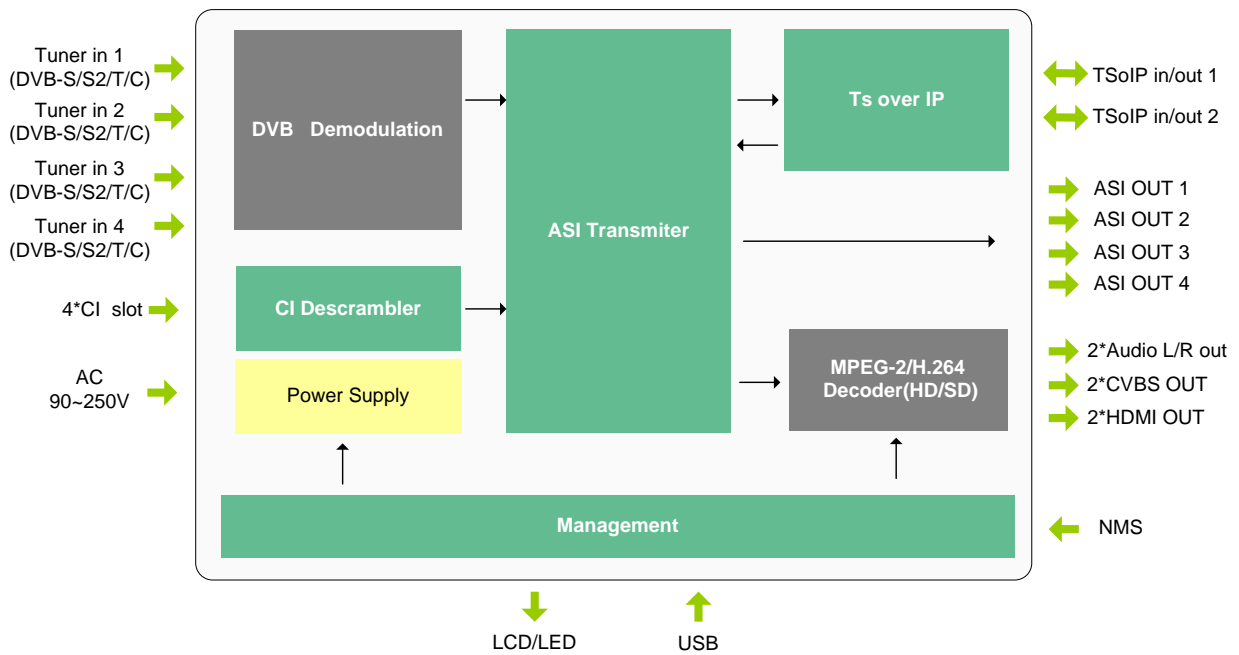 Tuner in 1
(DVB-S/S2/T/C)
Tuner in 2
(DVB-S/S2/T/C)
Tuner in 3
(DVB-S/S2/T/C)
Tuner in 4
(DVB-S/S2/T/C)
4*CI slot
AC
90~250V
DVB Demodulation
CI Descrambler
Power Supply
ASI Transmiter
Ts over IP
MPEG-2/H.264
Decoder(HD/SD)
Management
TSoIP in/out 1
TSoIP in/out 2
ASI OUT 1
ASI OUT 2
ASI OUT 3
ASI OUT 4
2*Audio L/R out
2*CVBS OUT
2*HDMI OUT
NMS
LCD/LED
USB